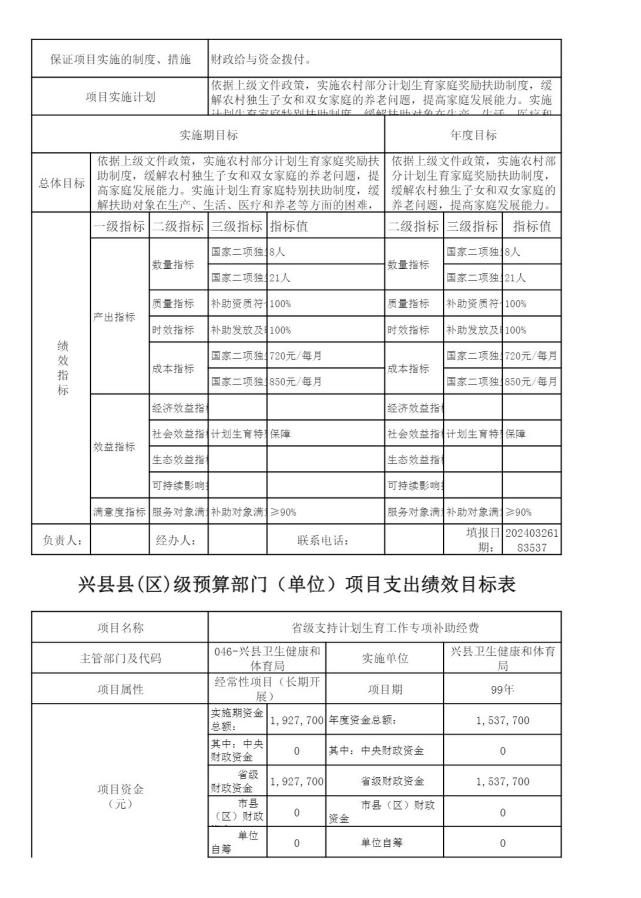 保证项目实施的制度、措施 财政给与资金拨付。
项目实施计划
依据上级文件政策，实施农村部分计划生育家庭奖励扶助制度，缓
解农村独生子女和双女家庭的养老问题，提高家庭发展能力。实施
计划生育家庭特别扶助制度，缓解扶助对象在生产、生活、医疗和
实施期目标 年度目标
总体目标
依据上级文件政策，实施农村部分计划生育家庭奖励扶
助制度，缓解农村独生子女和双女家庭的养老问题，提
高家庭发展能力。实施计划生育家庭特别扶助制度，缓
解扶助对象在生产、生活、医疗和养老等方面的困难，
依据上级文件政策，实施农村部
分计划生育家庭奖励扶助制度，
缓解农村独生子女和双女家庭的
养老问题，提高家庭发展能力。
绩
效
指
标
一级指标 二级指标 三级指标 指标值 二级指标 三级指标 指标值
产出指标
数量指标 国家二项独 8人 数量指标 国家二项独 8人
国家二项独 21人 国家二项独 21人
质量指标 补助资质符 100% 质量指标 补助资质符 100%
时效指标 补助发放及 100% 时效指标 补助发放及 100%
成本指标 国家二项独 720元/每月 成本指标 国家二项独 720元/每月
国家二项独 850元/每月 国家二项独 850元/每月
效益指标
经济效益指 经济效益指
社会效益指 计划生育特 保障 社会效益指 计划生育特 保障
生态效益指 生态效益指
可持续影响 可持续影响
满意度指标 服务对象满 补助对象满 ≥90% 服务对象满 补助对象满 ≥90%
负责人： 经办人： 联系电话：
填报日
期：
202403261
83537
兴县县(区)级预算部门（单位）项目支出绩效目标表
项目名称 省级支持计划生育工作专项补助经费
主管部门及代码
046-兴县卫生健康和
体育局
实施单位
兴县卫生健康和体育
局
项目属性
经常性项目（长期开
展）
项目期 99年
项目资金
（元）
实施期资金
总额：
1,927,700 年度资金总额： 1,537,700
其中：中央
财政资金
0 其中：中央财政资金 0
省级
财政资金
1,927,700 省级财政资金 1,537,700
市县
（区）财政
0
市县（区）财政
资金
0
单位
自筹
0 单位自筹 0